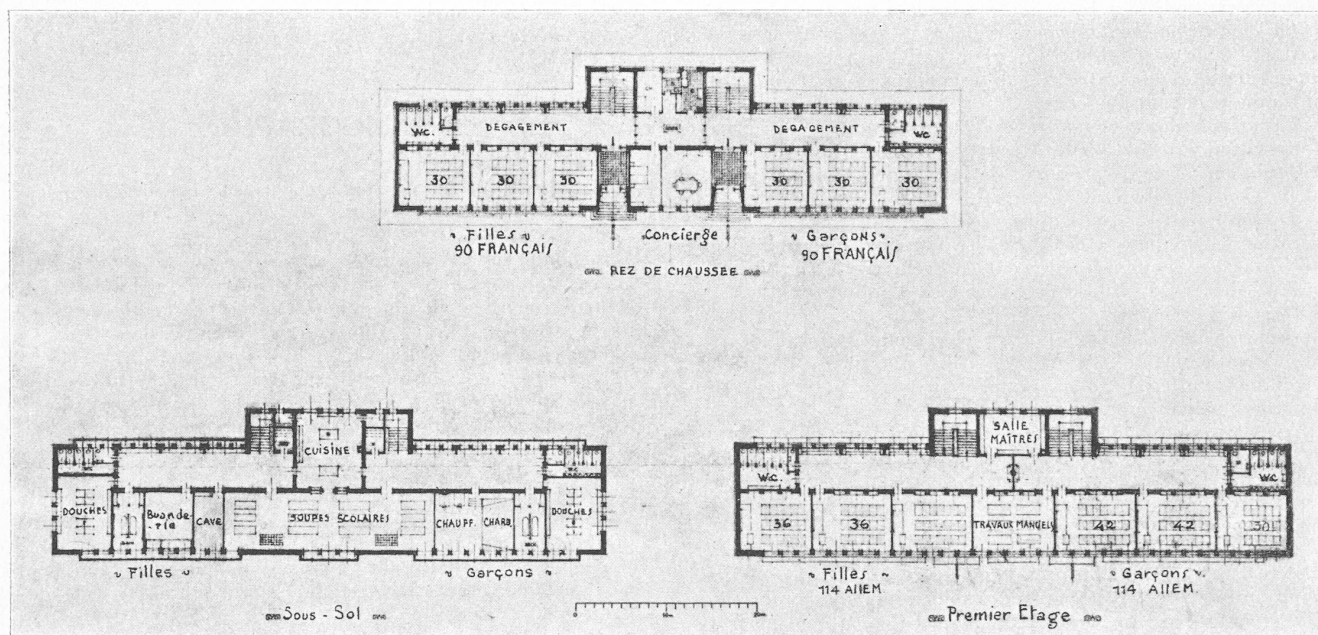 W.C.
DEGAGEMENT
DEGAGEMENT
WC
30
30
30
30
30
30
Filles
90 FRANÇAIS
Concierge
Garçons
90 FRANÇAIS
REZ DE CHAUSSEE
CUISINE
DOUCHES
Buande-
rie
CAVE
SOUPES SCOLAIRES
CHAUFF.
CHARB.
DOUCHES
Filles
Garçons
Sous-Sol
SALLE
MAÎTRES
W.C.
W.C.
36
36
TRAVAUX MANUELS
42
42
30
Filles
114 AllEM
Garçons
114 AllEM.
Premier Etage